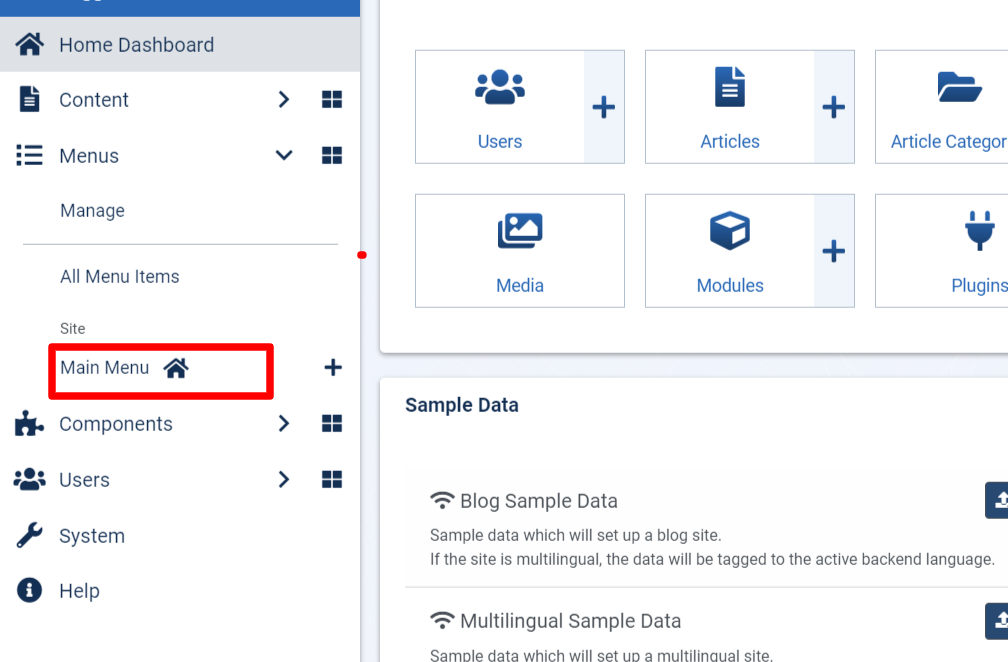 Home Dashboard
Content
Menus
Manage
All Menu Items
Site
Main Menu
Components
Users
System
Help
Users
Articles
Article Categor
Media
Modules
Plugins
Sample Data
Blog Sample Data
Sample data which will set up a blog site.
If the site is multilingual, the data will be tagged to the active backend language.
Multilingual Sample Data
Sample data which will set up a multilingual site.